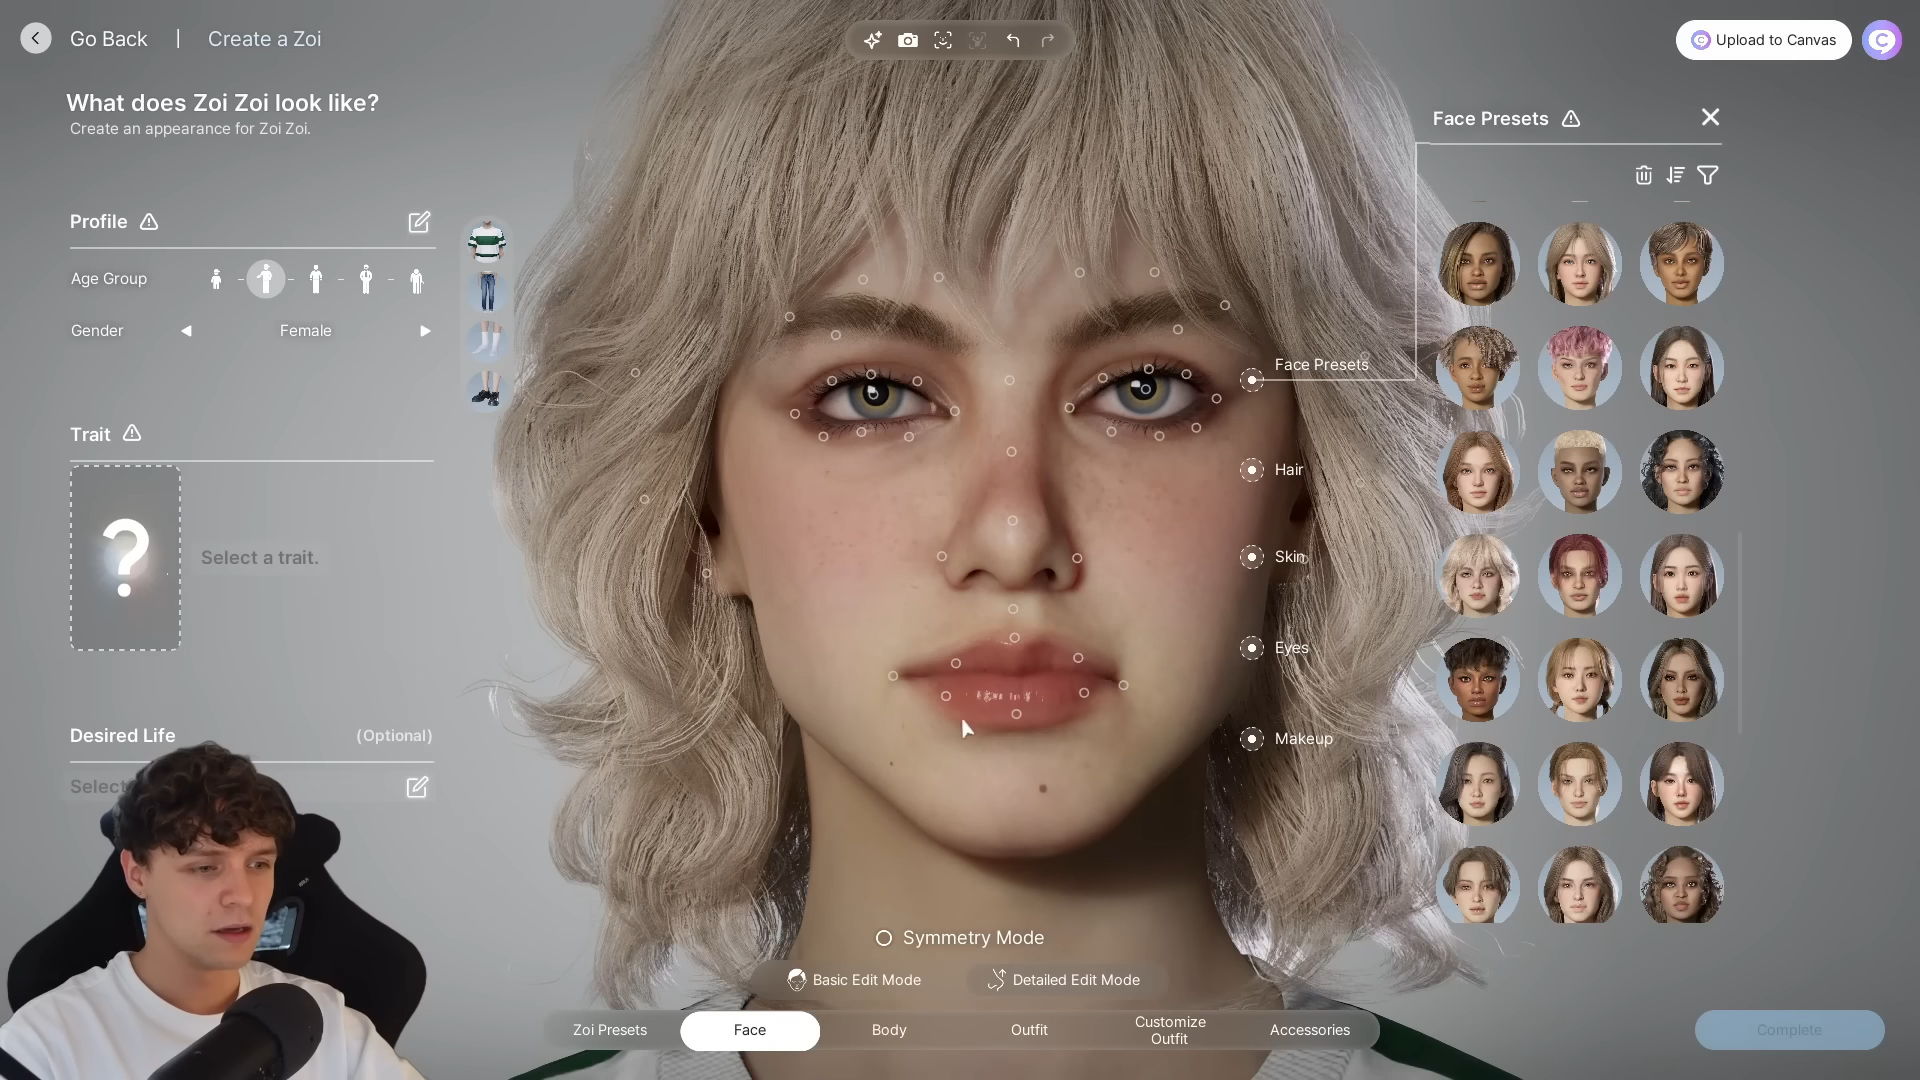 Go Back | Create a Zoi
Upload to Canvas
What does Zoi Zoi look like?
Create an appearance for Zoi Zoi.
Face Presets
Profile
Age Group
Gender
Female
Face Presets
Trait
Hair
Select a trait.
Skin
Eyes
Desired Life
(Optional)
Makeup
Select
Symmetry Mode
Basic Edit Mode
Detailed Edit Mode
Zoi Presets
Face
Body
Outfit
Customize
Outfit
Accessories
Complete